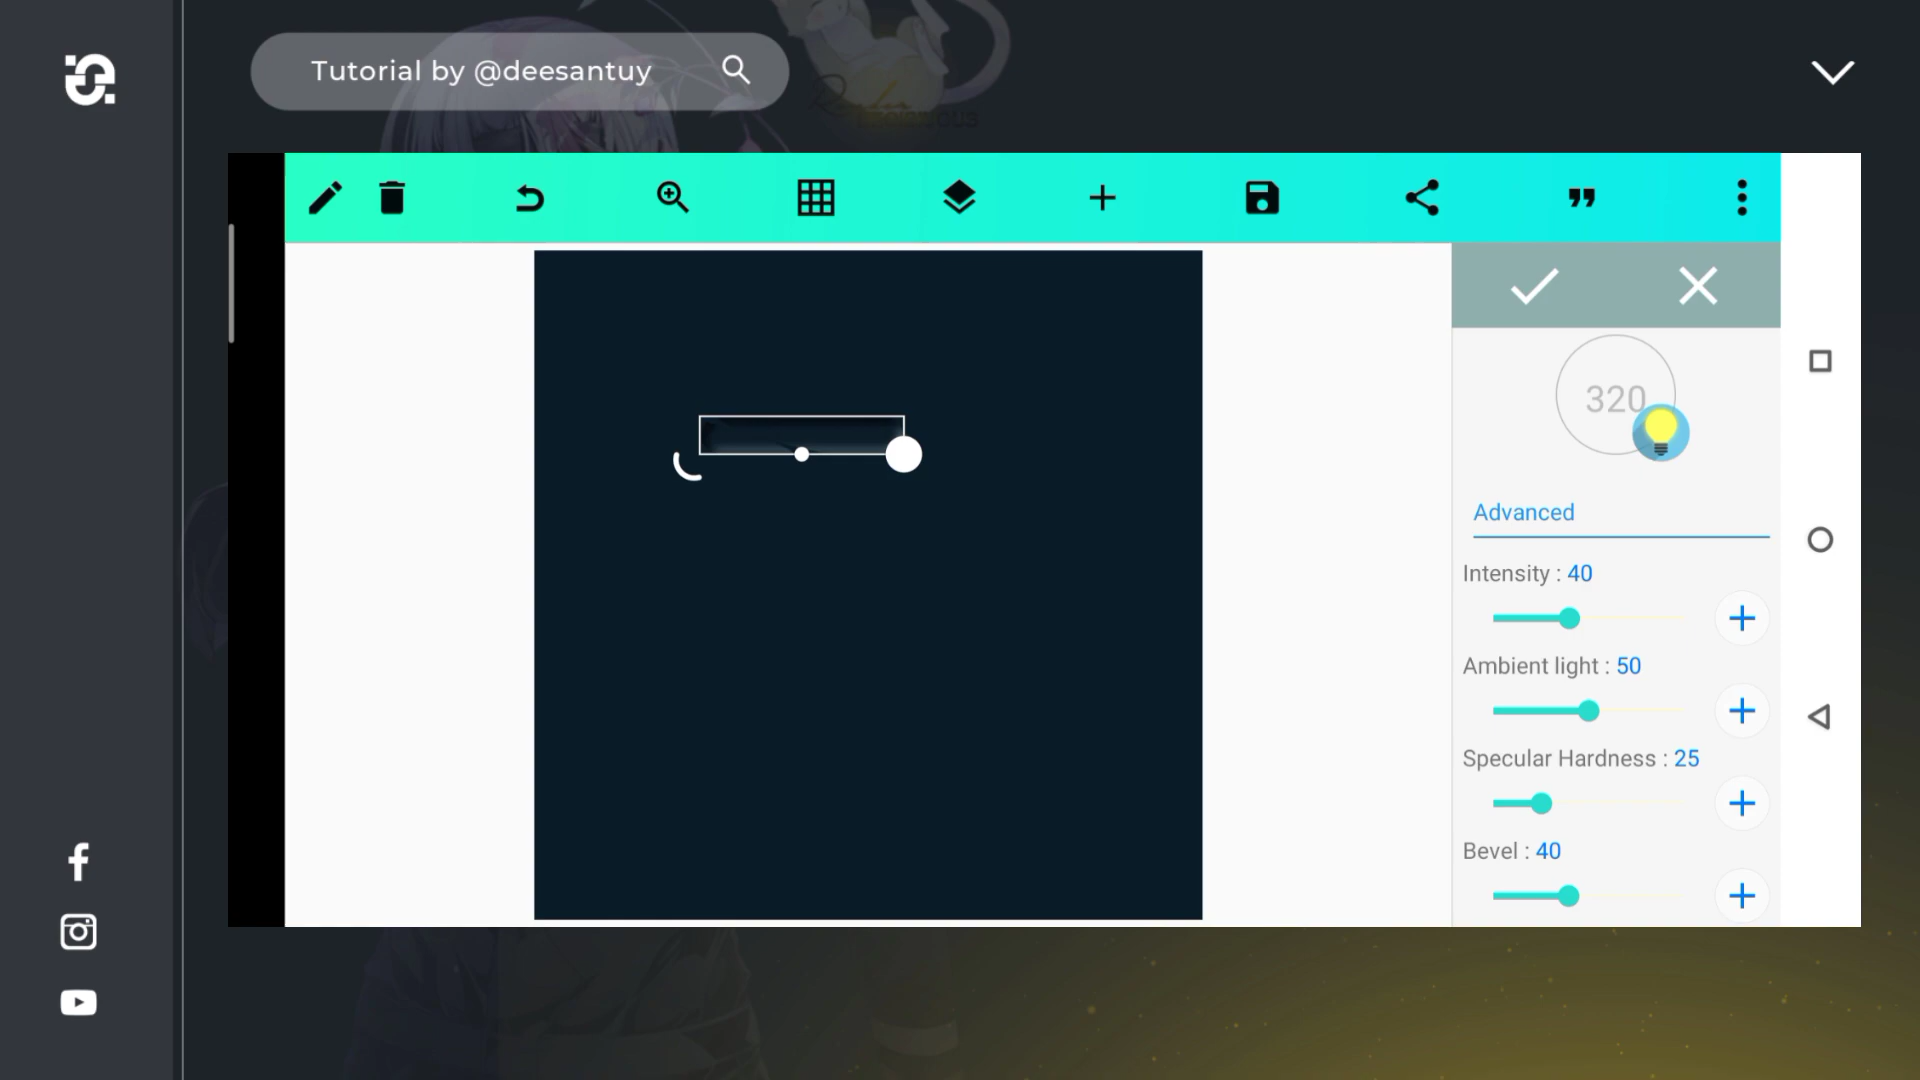 Tutorial by @deesantuy
320
Advanced
Intensity : 40
Ambient light : 50
Specular Hardness : 25
Bevel : 40